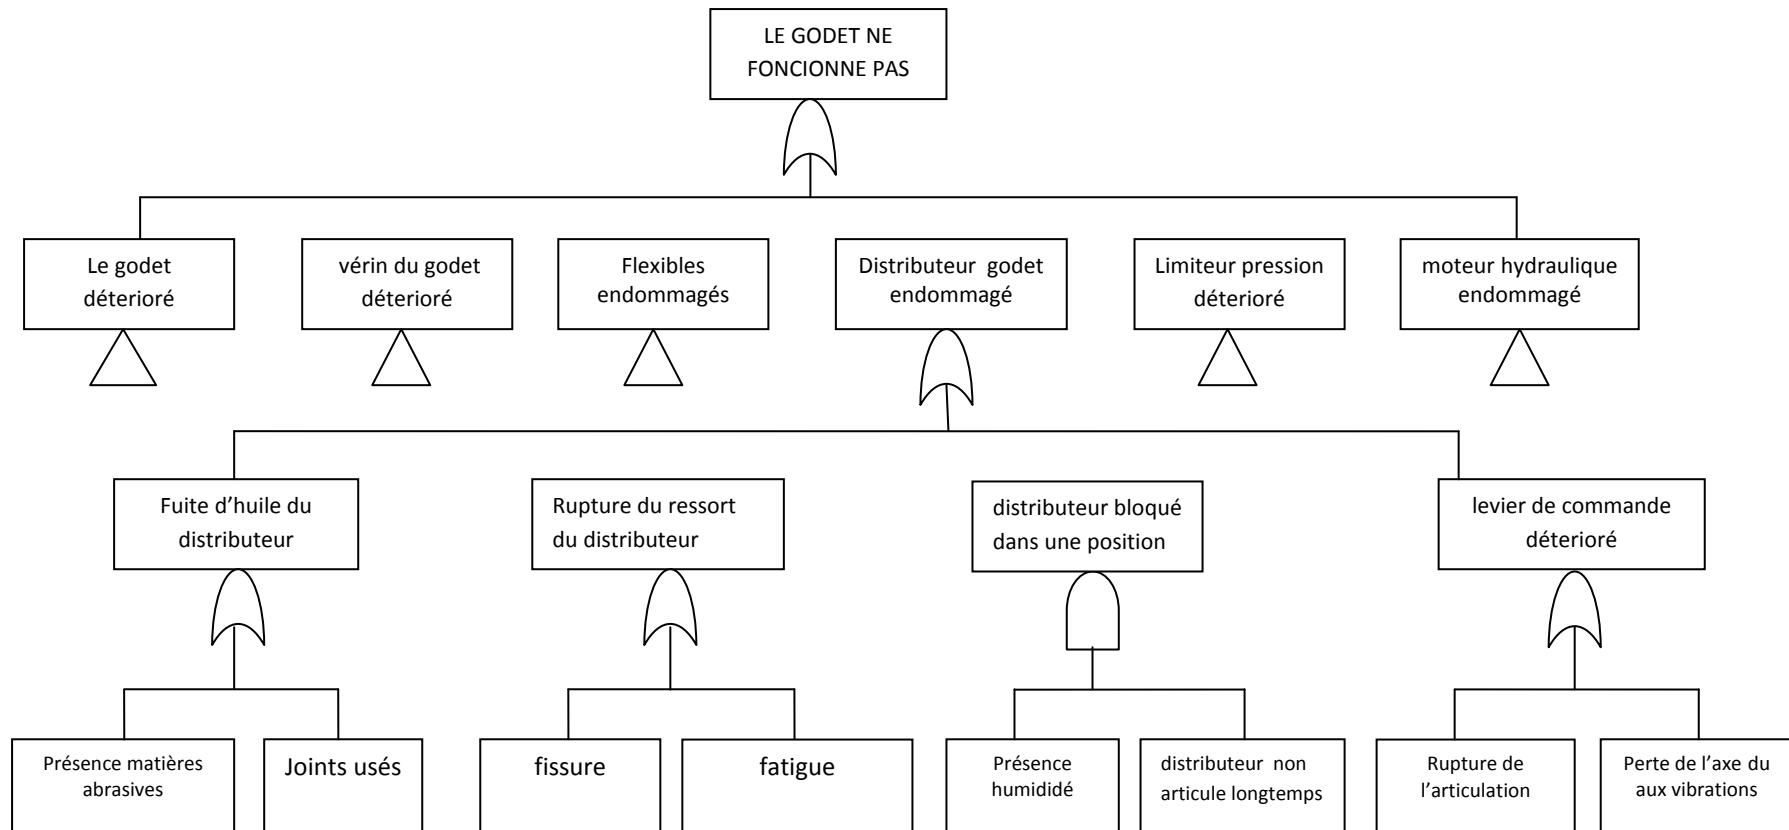 LE GODET NE
FONCIONNE PAS
Le godet
déterioré
vérin du godet
déterioré
Flexibles
endommagés
Distributeur godet
endommagé
Limiteur pression
déterioré
moteur hydraulique
endommagé
Fuite d’huile du
distributeur
Rupture du ressort
du distributeur
distributeur bloqué
dans une position
levier de commande
déterioré
Présence matières
abrasives
Joints usés
fissure
fatigue
Présence
humididé
distributeur non
articule longtemps
Rupture de
l’articulation
Perte de l’axe du
aux vibrations